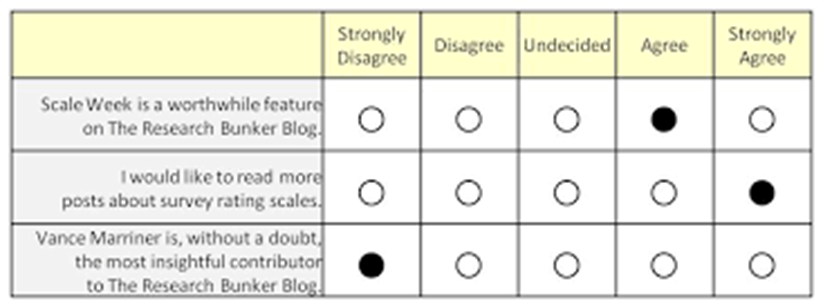 Strongly
Disagree
Disagree
Undecided
Agree
Strongly
Agree
Scale Week is a worthwhile feature
on The Research Bunker Blog.
I would like to read more
posts about survey rating scales.
Vance Marriner is, without a doubt,
the most insightful contributor
to The Research Bunker Blog.